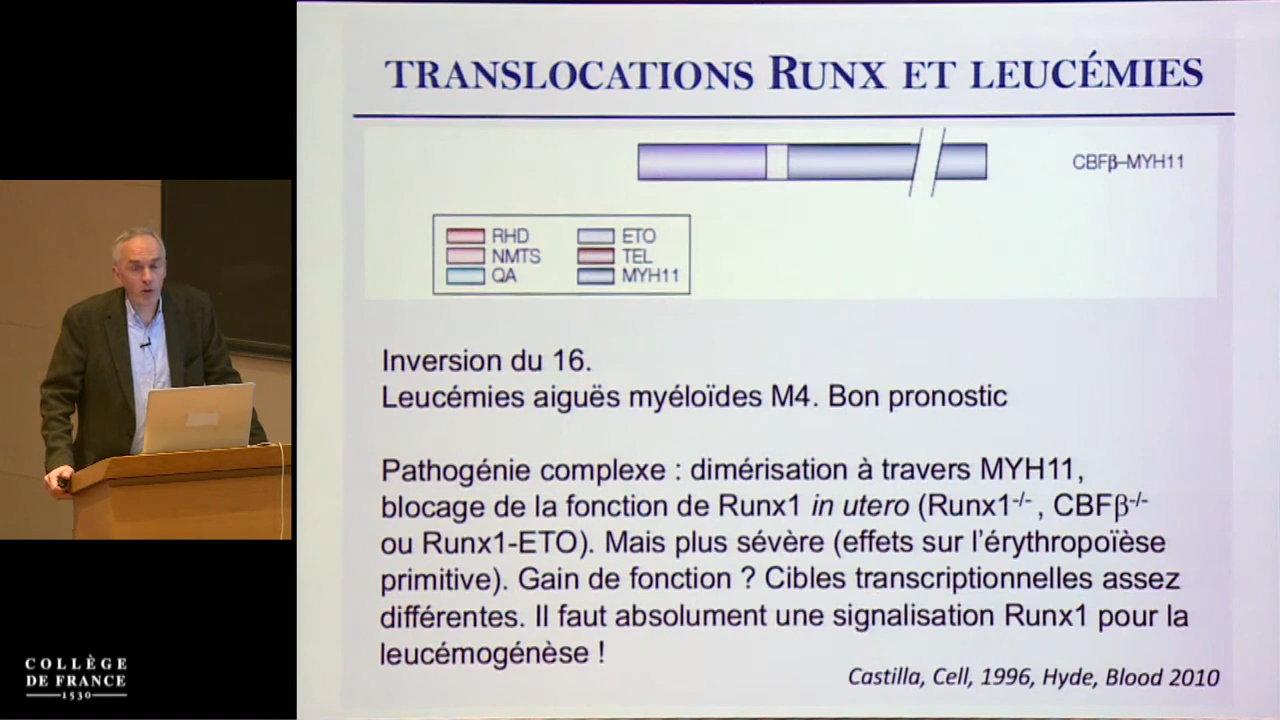 TRANSLOCATIONS RUNX ET LEUCÉMIES
CBFβ–MYH11
RHD ETO
NMTS TEL
QA MYH11
Inversion du 16.
Leucémies aiguës myéloïdes M4. Bon pronostic
Pathogénie complexe : dimérisation à travers MYH11,
blocage de la fonction de Runx1 in utero (Runx1-/- , CBFβ-/-
ou Runx1-ETO). Mais plus sévère (effets sur l'érythropoïèse
primitive). Gain de fonction ? Cibles transcriptionnelles assez
différentes. Il faut absolument une signalisation Runx1 pour la
leucémogénèse !
Castilla, Cell, 1996, Hyde, Blood 2010
COLLÈGE
DE FRANCE
1530